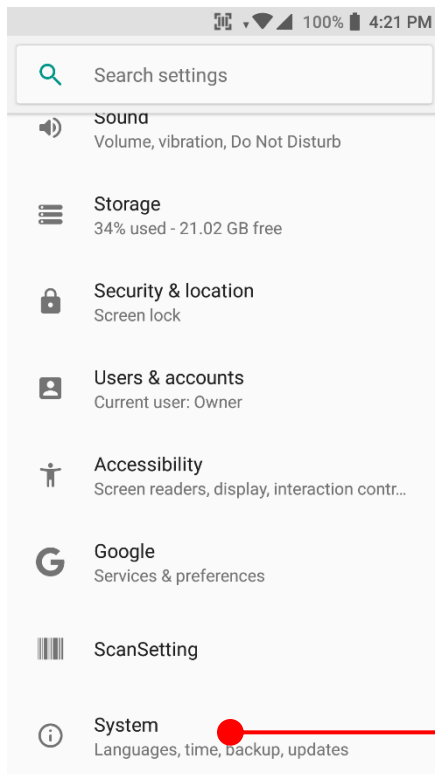 100% 4:21 PM
Search settings
Sound
Volume, vibration, Do Not Disturb
Storage
34% used - 21.02 GB free
Security & location
Screen lock
Users & accounts
Current user: Owner
Accessibility
Screen readers, display, interaction contr...
Google
Services & preferences
ScanSetting
System
Languages, time, backup, updates